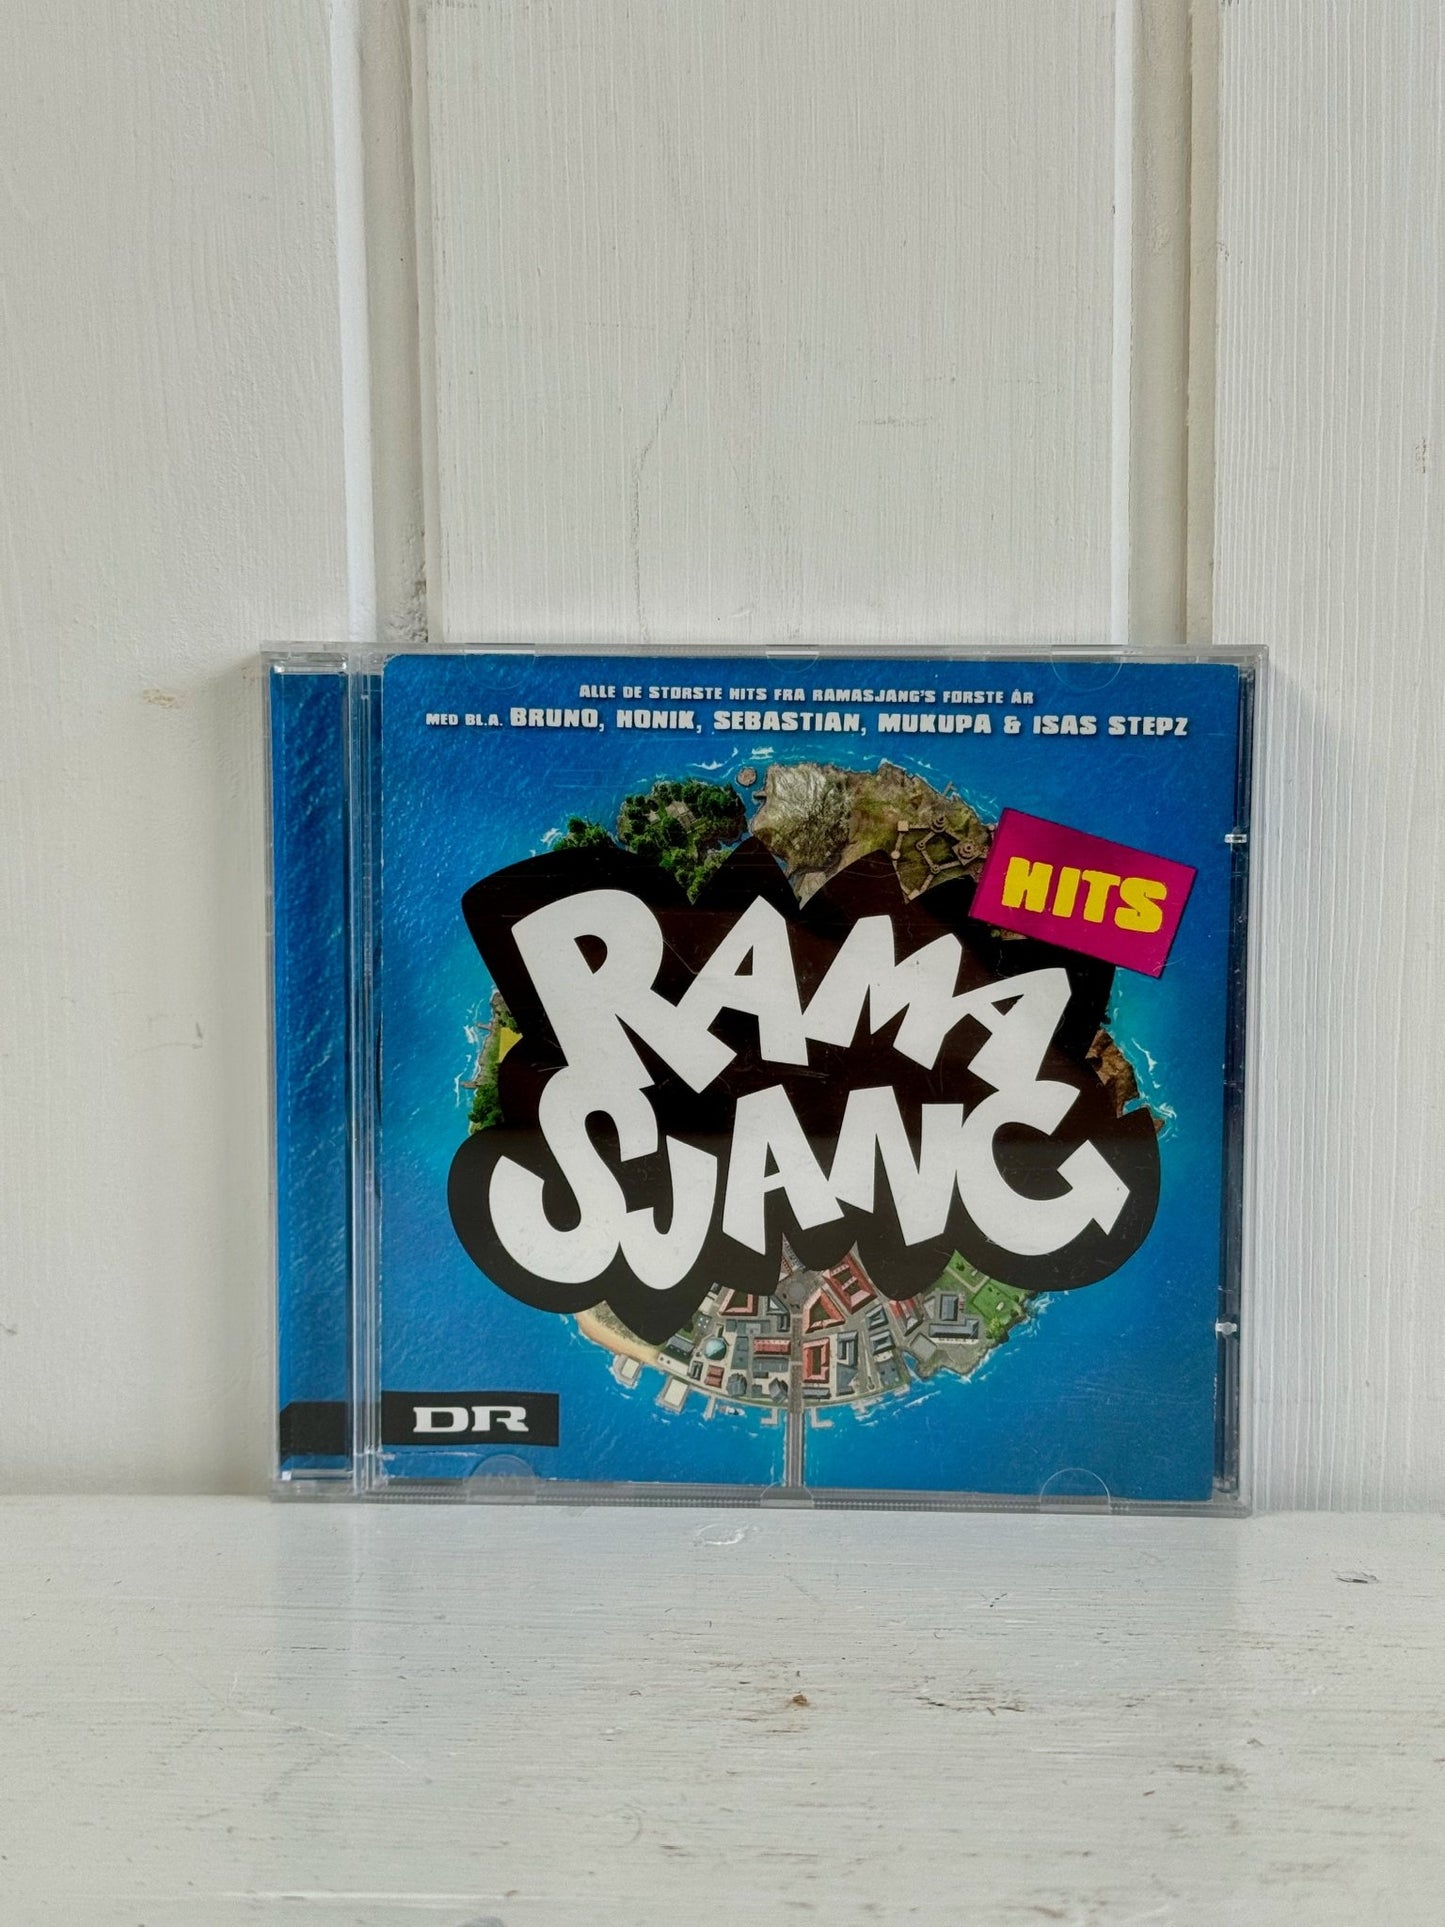 ALLE DE STØRSTE HITS FRA RAMASJANG'S FØRSTE ÅR
MED BL.A. BRUNO, HONIK, SEBASTIAN, MUKUPA & ISAS STEPZ
HITS
RAMA
SJANG
DR